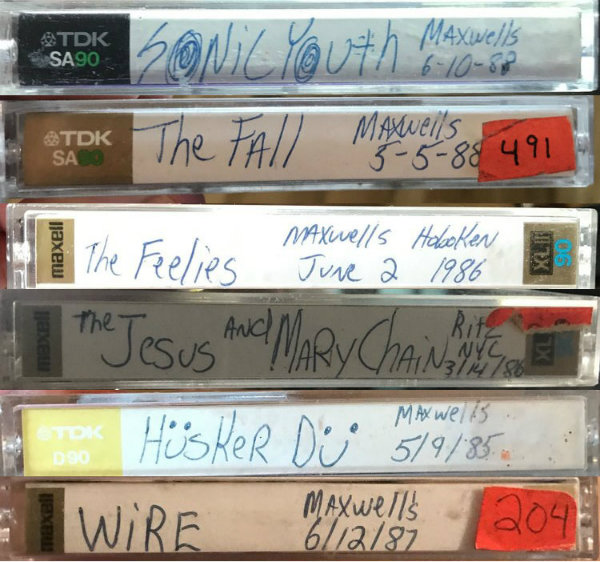 TDK
SA90
SONIC YOUTH
Maxwells
6-10-88
TDK
SA90
The FAll
MAxwells
5-5-88
491
maxell
The Feelies
MAXwells HoboKen
June 2 1986
XLII
90
maxell
The Jesus AND MARY CHAIN
Ritz
NYC
3/14/86
XL
TDK
D90
HüsKeR Dü
MAxwells
5/9/85
maxell
WiRE
MAXwell's
6/12/87
204